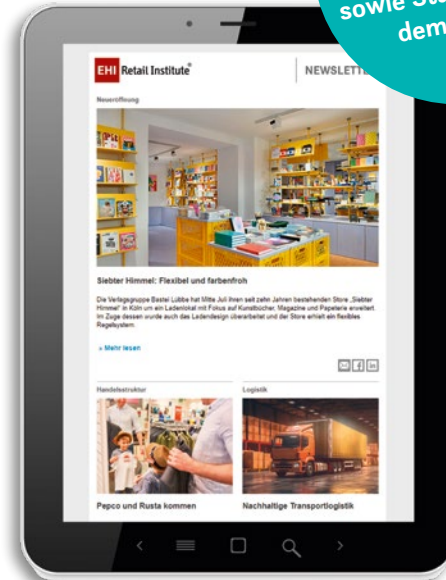 sowie Sta
dem
EHI Retail Institute®
NEWSLETTE
Neueröffnung
Siebter Himmel: Flexibel und farbenfroh
Die Verlagsgruppe Bastei Lübbe hat Mitte Juli ihren seit zehn Jahren bestehenden Store „Siebter
Himmel" in Köln um ein Ladenlokal mit Fokus auf Kunstbücher, Magazine und Papeterie erweitert.
Im Zuge dessen wurde auch das Ladendesign überarbeitet und der Store erhielt ein flexibles
Regalsystem.
» Mehr lesen
Handelsstruktur
Logistik
Pepco und Rusta kommen
Nachhaltige Transportlogistik